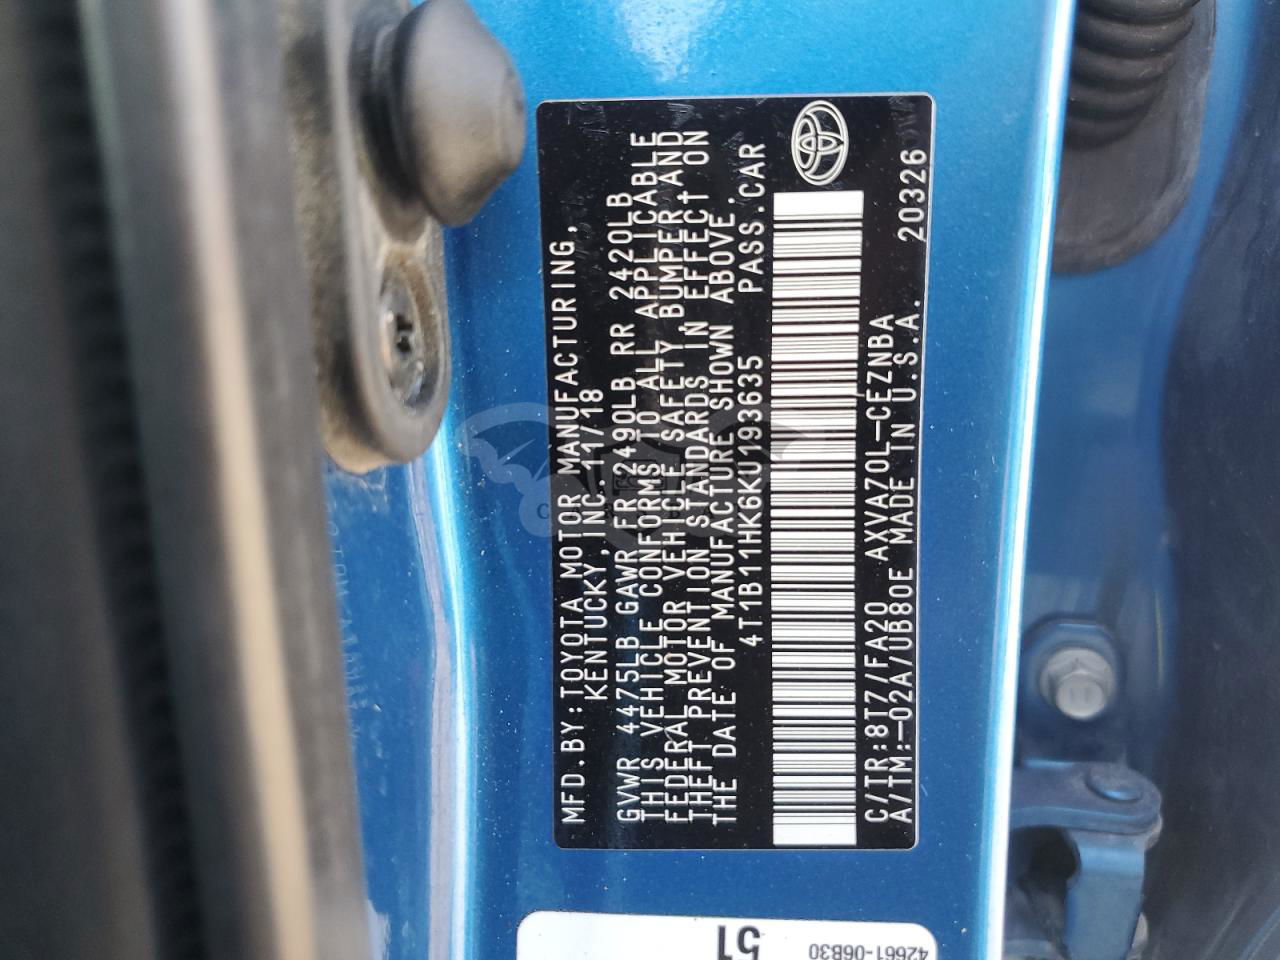 MFD.BY:TOYOTA MOTOR MANUFACTURING,
KENTUCKY,INC.11/18
GVWR 4475LB GAWR FR 2490LB RR 2420LB
THIS VEHICLE CONFORMS TO ALL APPLICABLE
FEDERAL MOTOR VEHICLE SAFETY, BUMPER AND
THEFT PREVENTION STANDARDS IN EFFECT ON
THE DATE OF MANUFACTURE SHOWN ABOVE.
4T1B11HK6KU193635 PASS.CAR
C/TR:8T7/FA20 AXVA70L-CEZNBA
A/TM:-02A/UB80E MADE IN U.S.A. 20326
51
42661-06B30